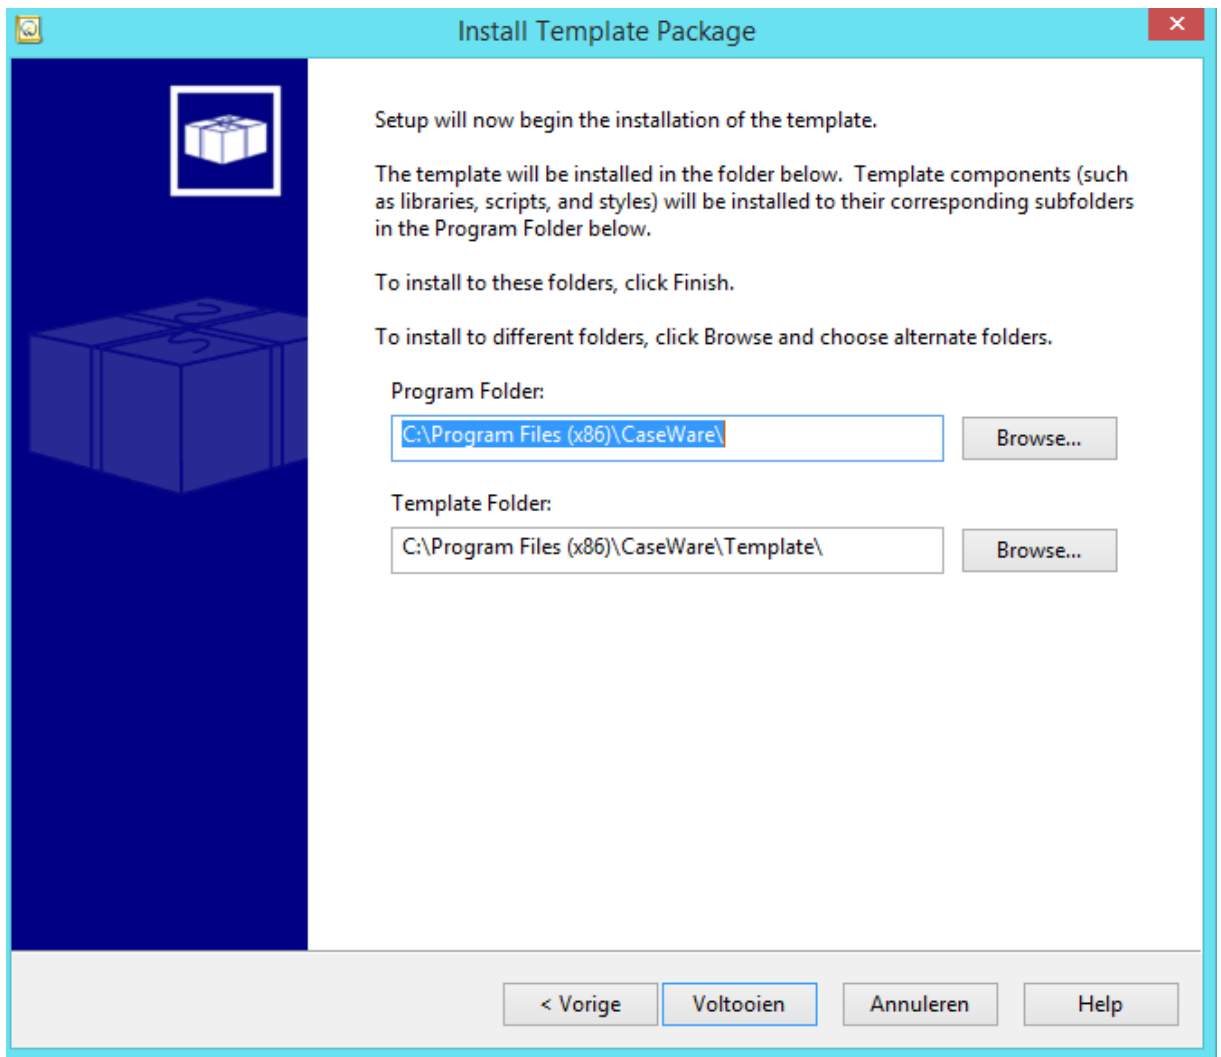 Install Template Package
Setup will now begin the installation of the template.
The template will be installed in the folder below.  Template components (such
as libraries, scripts, and styles) will be installed to their corresponding subfolders
in the Program Folder below.
To install to these folders, click Finish.
To install to different folders, click Browse and choose alternate folders.
Program Folder:
C:\Program Files (x86)\CaseWare\
Browse...
Template Folder:
C:\Program Files (x86)\CaseWare\Template\
Browse...
< Vorige
Voltooien
Annuleren
Help